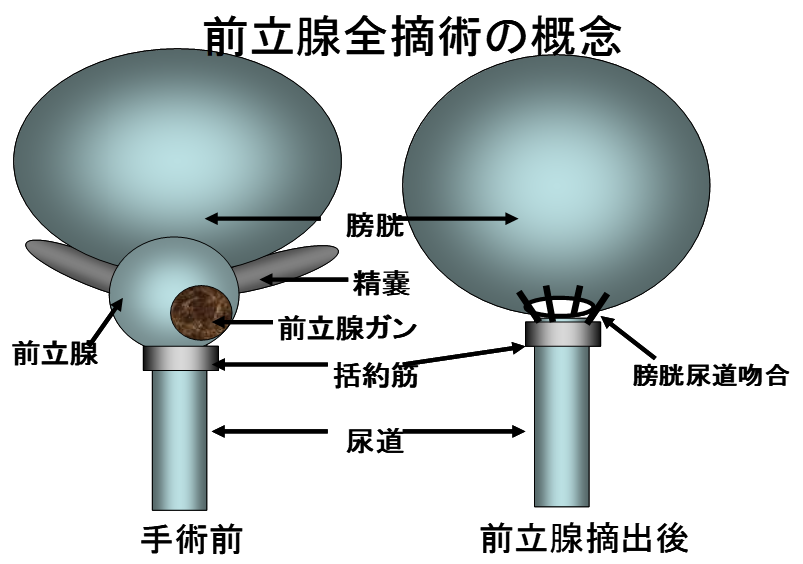 前立腺全摘術の概念
膀胱
精嚢
前立腺ガン
前立腺
括約筋
膀胱尿道吻合
尿道
手術前
前立腺摘出後